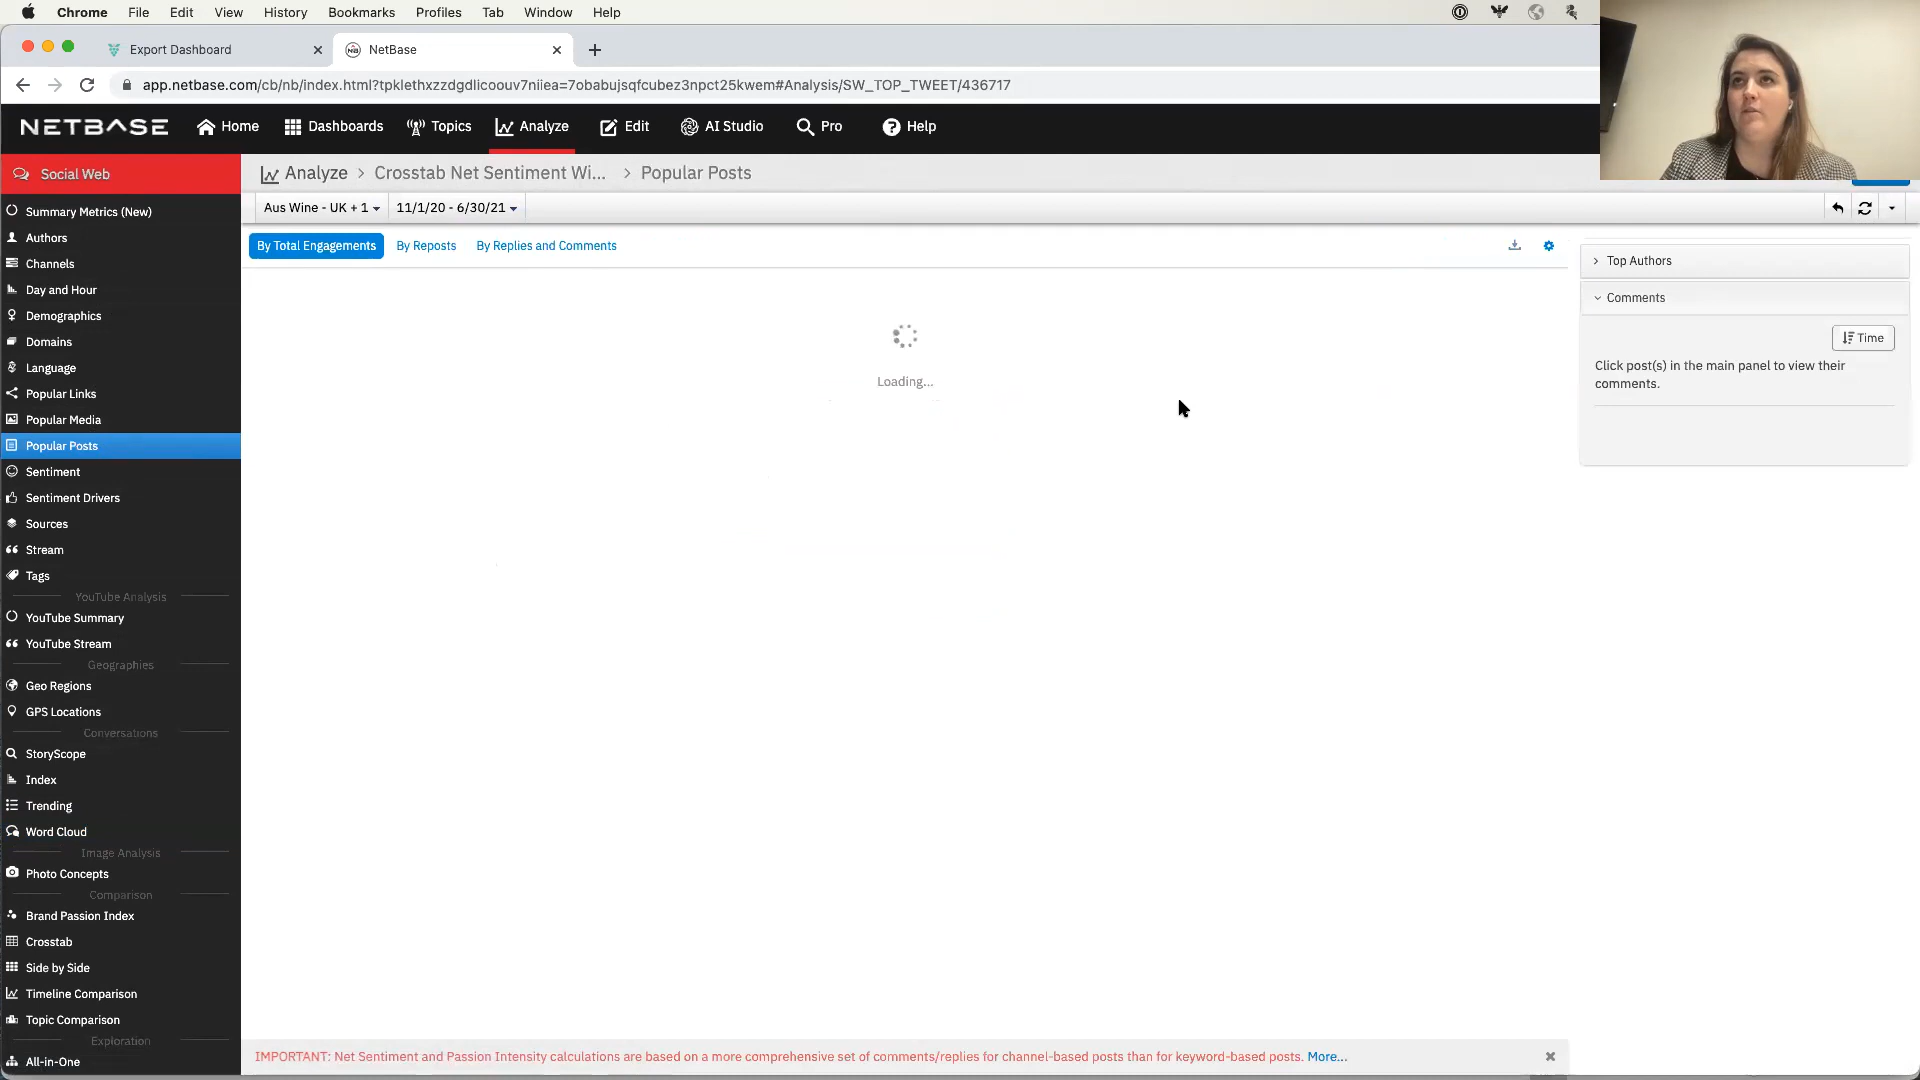 Chrome File Edit View History Bookmarks Profiles Tab Window Help
Export Dashboard
NetBase
app.netbase.com/cb/nb/index.html?tpklethxzzdgdlicoouv7niiea=7obabujsqfcubez3npct25kwem#Analysis/SW_TOP_TWEET/436717
NETBASE Home Dashboards Topics Analyze Edit AI Studio Pro Help
Social Web
Analyze > Crosstab Net Sentiment Wi... > Popular Posts
Aus Wine - UK + 1 11/1/20 - 6/30/21
By Total Engagements By Reposts By Replies and Comments
Loading...
Top Authors
Comments
Time
Click post(s) in the main panel to view their
comments.
Summary Metrics (New)
Authors
Channels
Day and Hour
Demographics
Domains
Language
Popular Links
Popular Media
Popular Posts
Sentiment
Sentiment Drivers
Sources
Stream
Tags
YouTube Analysis
YouTube Summary
YouTube Stream
Geographies
Geo Regions
GPS Locations
Conversations
StoryScope
Index
Trending
Word Cloud
Image Analysis
Photo Concepts
Comparison
Brand Passion Index
Crosstab
Side by Side
Timeline Comparison
Topic Comparison
Exploration
All-in-One
IMPORTANT: Net Sentiment and Passion Intensity calculations are based on a more comprehensive set of comments/replies for channel-based posts than for keyword-based posts. More...